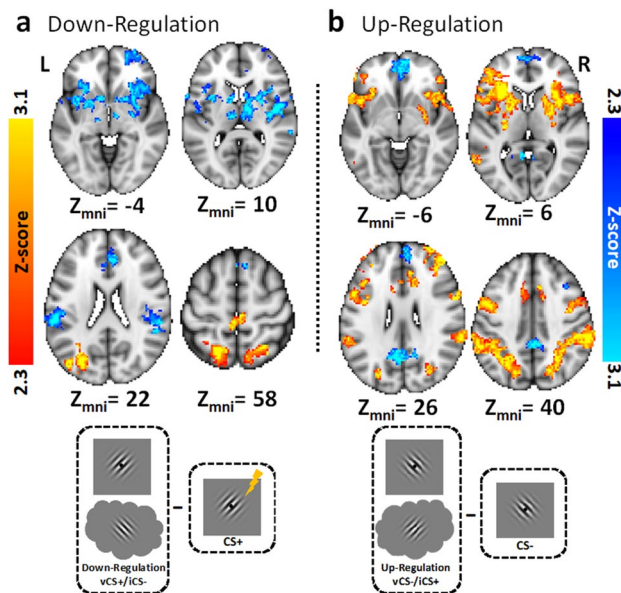 a Down-Regulation
b Up-Regulation
L
R
3.1
Z-score
2.3
2.3
Z-score
3.1
Zmni= -4
Zmni= 10
Zmni= -6
Zmni= 6
Zmni= 22
Zmni= 58
Zmni= 26
Zmni= 40
Down-Regulation
vCS+/iCS-
-
CS+
Up-Regulation
vCS-/iCS+
-
CS-